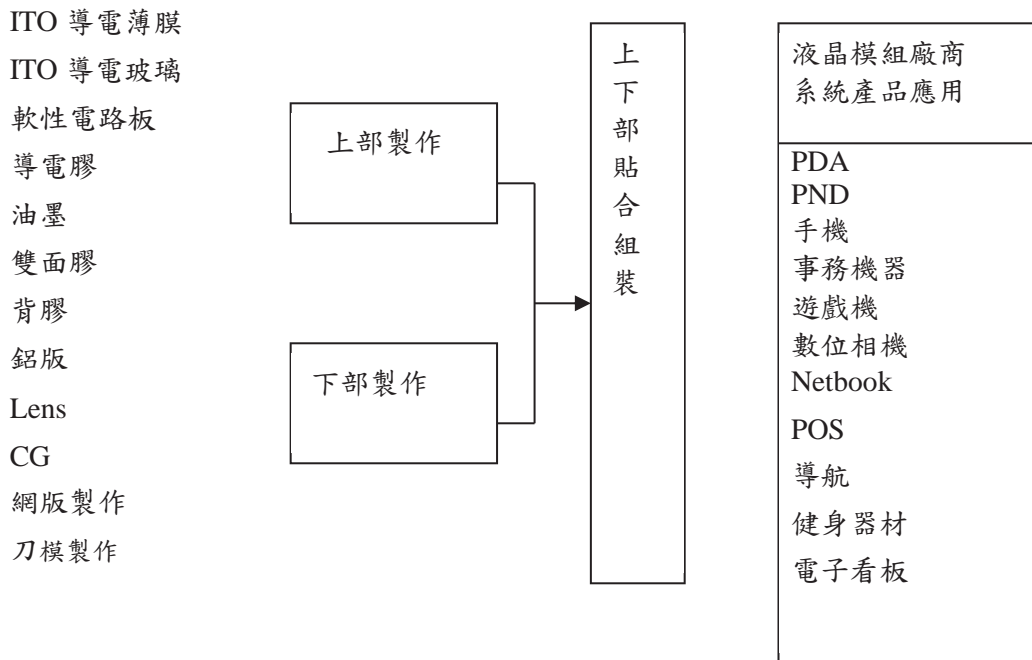 ITO 導電薄膜
ITO 導電玻璃
軟性電路板
導電膠
油墨
雙面膠
背膠
鋁版
Lens
CG
網版製作
刀模製作
上部製作
下部製作
上
下
部
貼
合
組
裝
液晶模組廠商
系統產品應用
PDA
PND
手機
事務機器
遊戲機
數位相機
Netbook
POS
導航
健身器材
電子看板